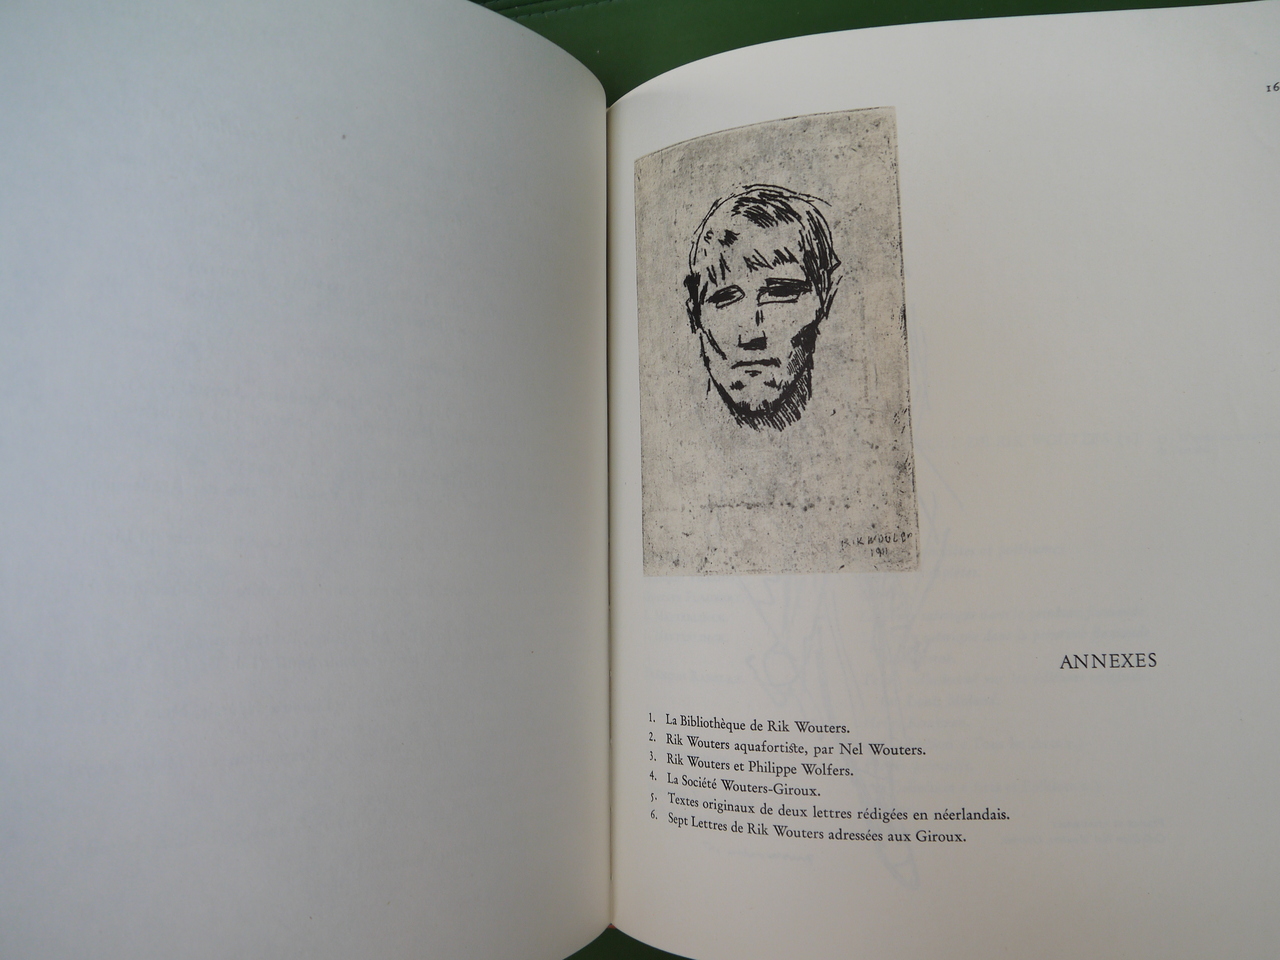 16
RIK WOUTERS
1911
ANNEXES
1. La Bibliothèque de Rik Wouters.
2. Rik Wouters aquafortiste, par Nel Wouters.
3. Rik Wouters et Philippe Wolfers.
4. La Société Wouters-Giroux.
5. Textes originaux de deux lettres rédigées en néerlandais.
6. Sept Lettres de Rik Wouters adressées aux Giroux.